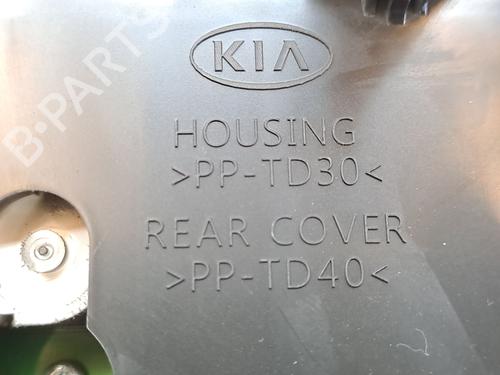 KIA
HOUSING
>PP-TD30<
REAR COVER
>PP-TD40<
B-PARTS